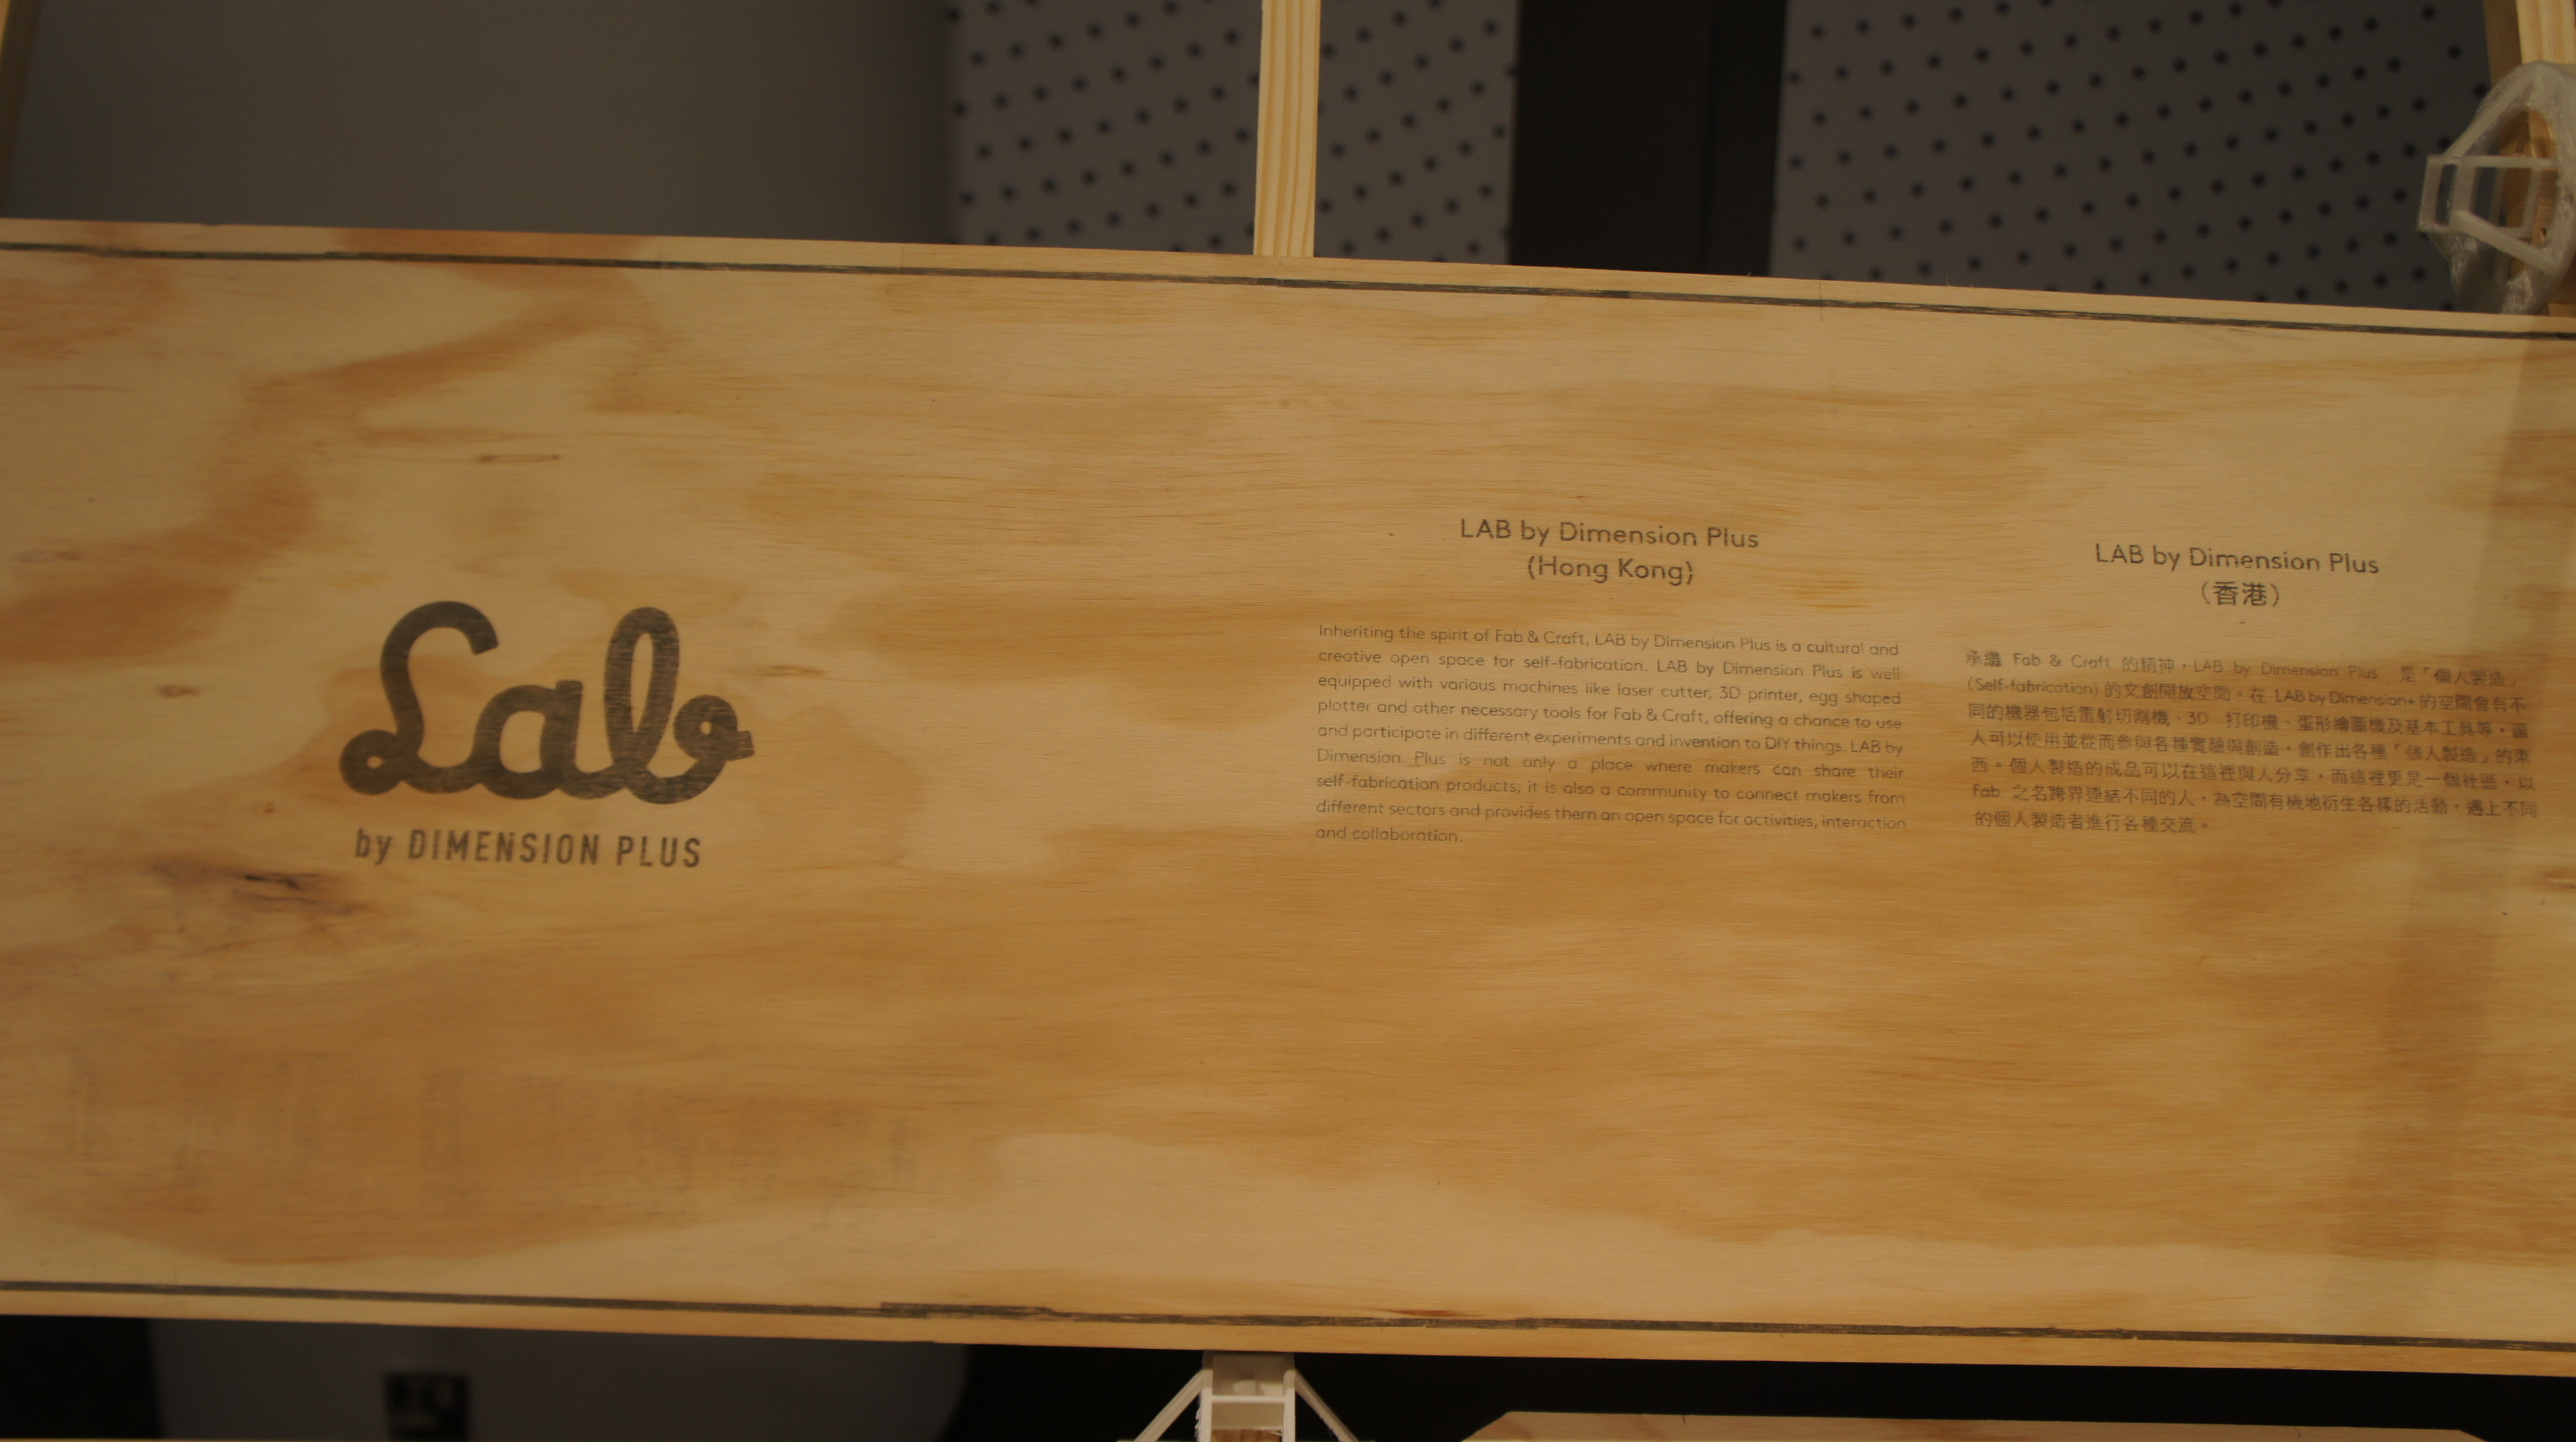 Lab
by DIMENSION PLUS
LAB by Dimension Plus
(Hong Kong)
Inheriting the spirit of Fab & Craft, LAB by Dimension Plus is a cultural and
creative open space for self-fabrication. LAB by Dimension Plus is well
equipped with various machines like laser cutter, 3D printer, egg shaped
plotter and other necessary tools for Fab & Craft, offering a chance to use
and participate in different experiments and invention to DIY things. LAB by
Dimension Plus is not only a place where makers can share their
self-fabrication products; it is also a community to connect makers from
different sectors and provides them an open space for activities, interaction
and collaboration.
LAB by Dimension Plus
（香港）
承繼 Fab & Craft 的精神，LAB by Dimension Plus 是「個人製造」
(Self-fabrication) 的文創開放空間。在 LAB by Dimension+ 的空間會有不
同的機器包括雷射切割機、3D 打印機、蛋形繪圖機及基本工具等，讓
人可以使用並從而參與各種實驗與創造，創作出各種「個人製造」的東
西。個人製造的成品可以在這裡與人分享，而這裡更是一個社區，以
Fab 之名跨界連結不同的人，為空間有機地衍生各樣的活動，遇上不同
的個人製造者進行各種交流。